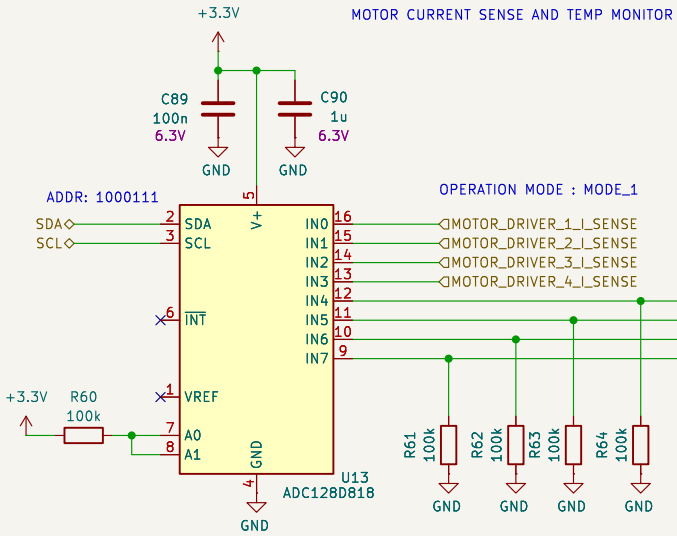 +3.3V
MOTOR CURRENT SENSE AND TEMP MONITOR
C89
100n
6.3V
GND
C90
1u
6.3V
GND
ADDR: 1000111
OPERATION MODE : MODE_1
5
V+
SDA
2
SDA
SCL
3
SCL
6
INT
1
VREF
+3.3V
R60
100k
7
A0
8
A1
GND
4
GND
U13
ADC128D818
IN0
16
MOTOR_DRIVER_1_I_SENSE
IN1
15
MOTOR_DRIVER_2_I_SENSE
IN2
14
MOTOR_DRIVER_3_I_SENSE
IN3
13
MOTOR_DRIVER_4_I_SENSE
IN4
12
IN5
11
IN6
10
IN7
9
R61
100k
GND
R62
100k
GND
R63
100k
GND
R64
100k
GND